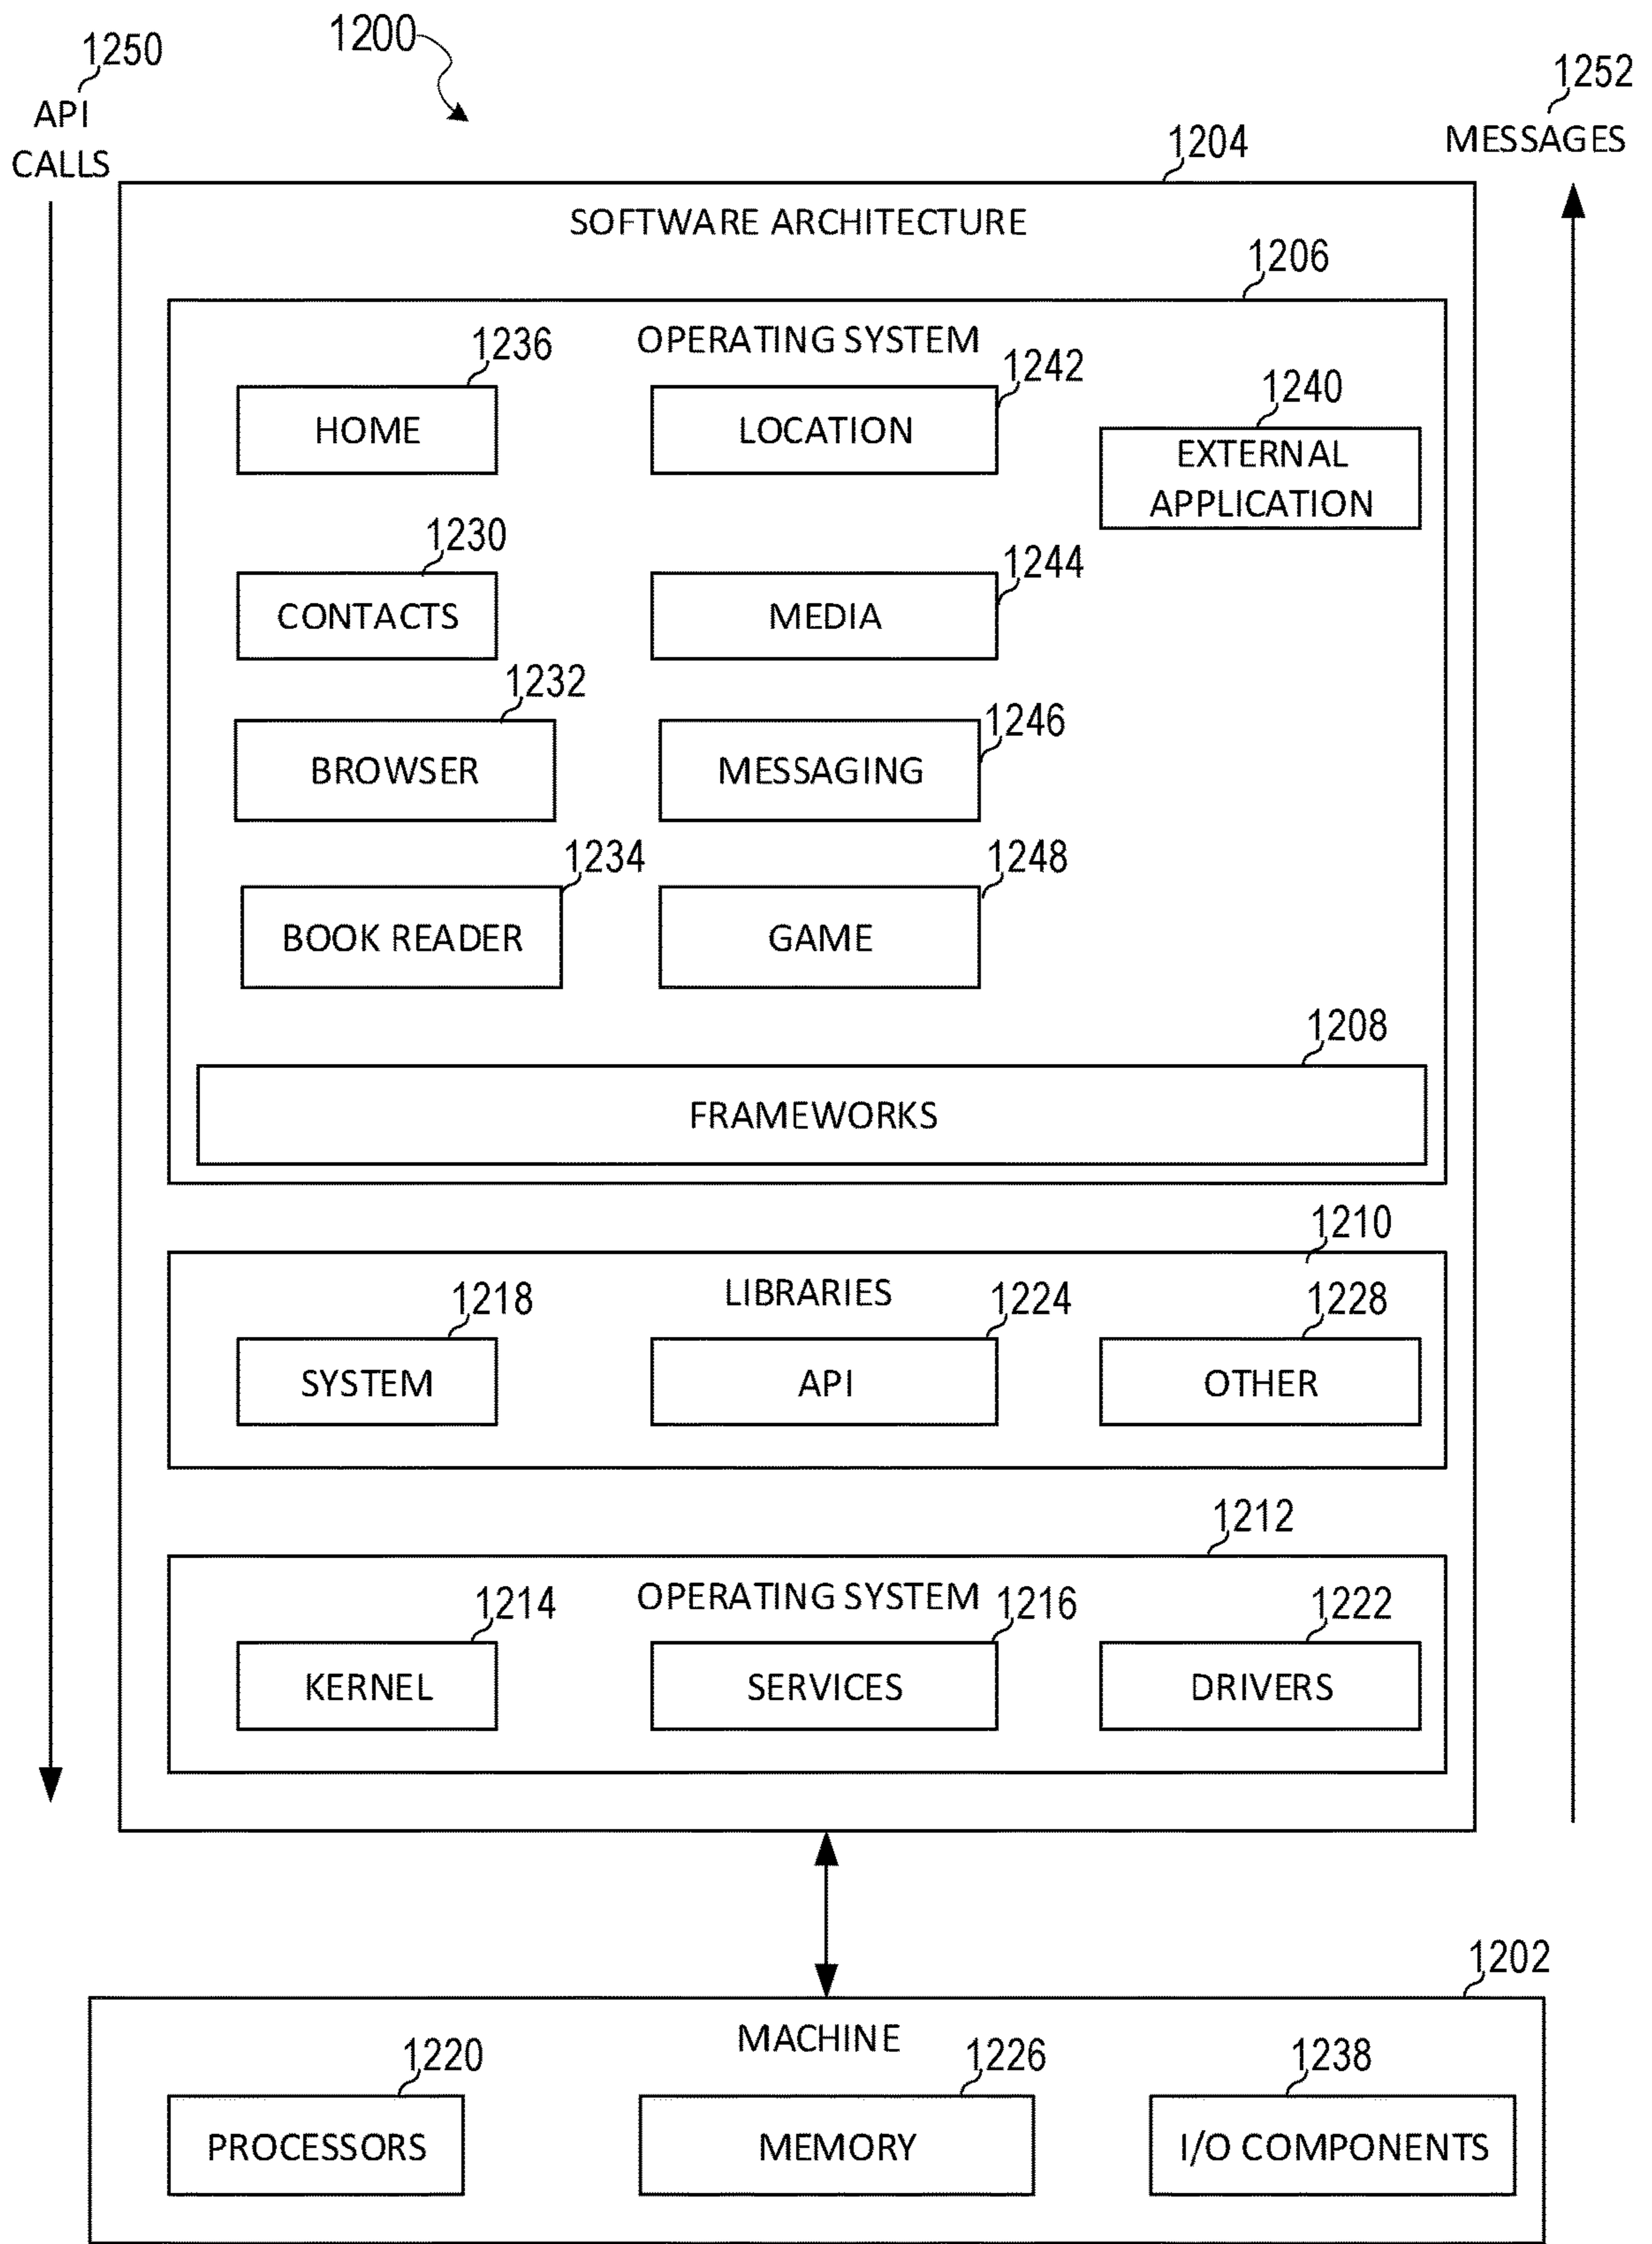 1200
1250
API
CALLS
1252
MESSAGES
1204
SOFTWARE ARCHITECTURE
1206
OPERATING SYSTEM
1236
HOME
1242
LOCATION
1240
EXTERNAL
APPLICATION
1230
CONTACTS
1244
MEDIA
1232
BROWSER
1246
MESSAGING
1234
BOOK READER
1248
GAME
1208
FRAMEWORKS
1210
LIBRARIES
1218
SYSTEM
1224
API
1228
OTHER
1212
OPERATING SYSTEM
1214
KERNEL
1216
SERVICES
1222
DRIVERS
1202
MACHINE
1220
PROCESSORS
1226
MEMORY
1238
I/O COMPONENTS